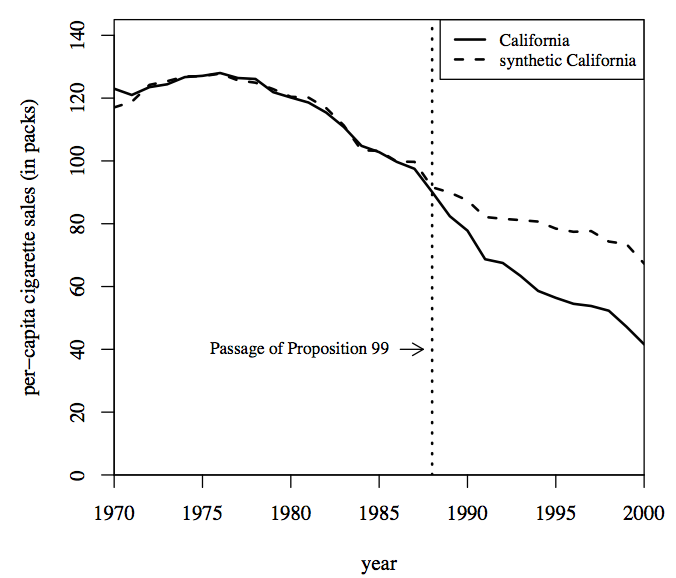 California
synthetic California
per−capita cigarette sales (in packs)
140
120
100
80
60
40
20
0
Passage of Proposition 99
1970 1975 1980 1985 1990 1995 2000
year